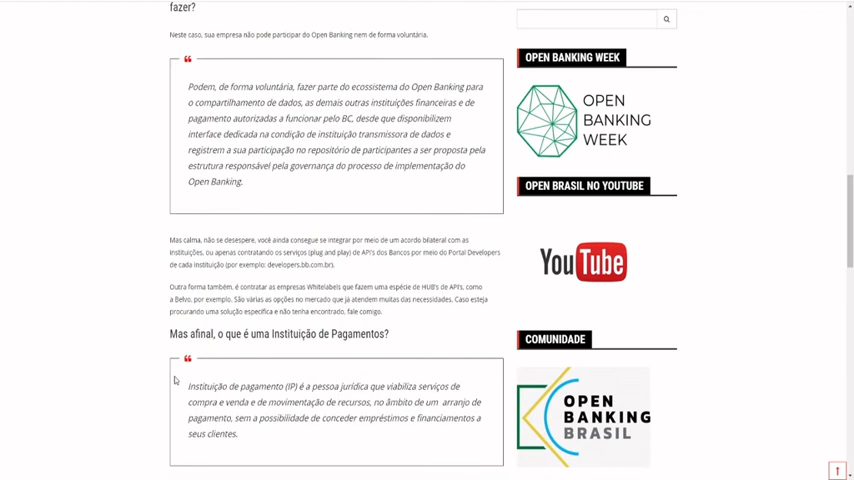 fazer?
Neste caso, sua empresa não pode participar do Open Banking nem de forma voluntária.
Podem, de forma voluntária, fazer parte do ecossistema do Open Banking para
o compartilhamento de dados, as demais outras instituições financeiras e de
pagamento autorizadas a funcionar pelo BC, desde que disponibilizem
interface dedicada na condição de instituição transmissora de dados e
registrem a sua participação no repositório de participantes a ser proposta pela
estrutura responsável pela governança do processo de implementação do
Open Banking.
Mas calma, não se desespere, você ainda consegue se integrar por meio de um acordo bilateral com as
Instituições, ou apenas contratando os serviços (plug and play) de API's dos Bancos por meio do Portal Developers
de cada instituição (por exemplo: developers.bb.com.br).
Outra forma também, é contratar as empresas Whitelabels que fazem uma espécie de HUB's de API's, como
a Belvo, por exemplo. São várias as opções no mercado que já atendem muitas das necessidades. Caso esteja
procurando uma solução específica e não tenha encontrado, fale comigo.
Mas afinal, o que é uma Instituição de Pagamentos?
Instituição de pagamento (IP) é a pessoa jurídica que viabiliza serviços de
compra e venda e de movimentação de recursos, no âmbito de um arranjo de
pagamento, sem a possibilidade de conceder empréstimos e financiamentos a
seus clientes.
OPEN BANKING WEEK
OPEN
BANKING
WEEK
OPEN BRASIL NO YOUTUBE
YouTube
COMUNIDADE
OPEN
BANKING
BRASIL